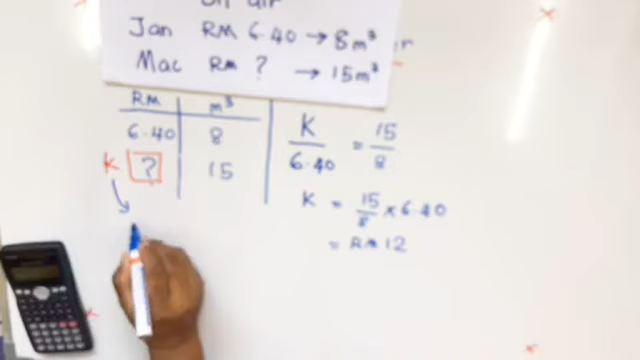 air
Jan RM 6.40 → 8m³
Mac RM ? → 15m³
RM m³
6.40 8
K ? 15
K/6.40 = 15/8
K = 15/8 x 6.40
= RM 12